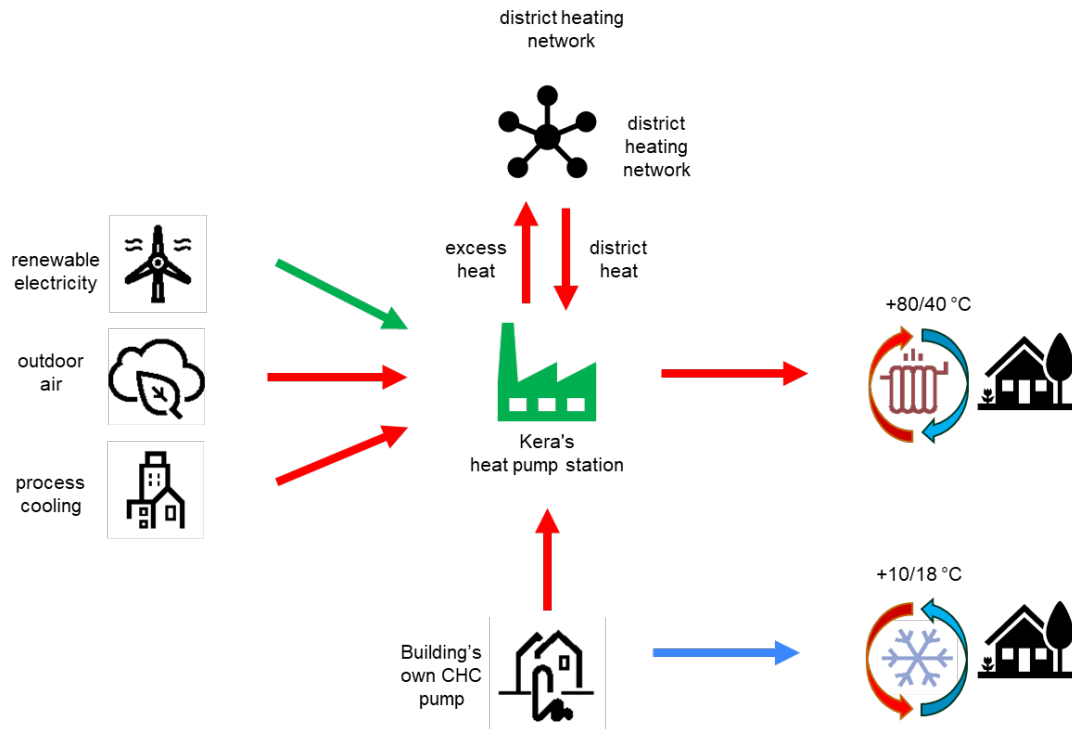 district heating
network
district
heating
network
excess
heat
district
heat
renewable
electricity
outdoor
air
process
cooling
Kera's
heat pump station
+80/40 °C
Building’s
own CHC
pump
+10/18 °C